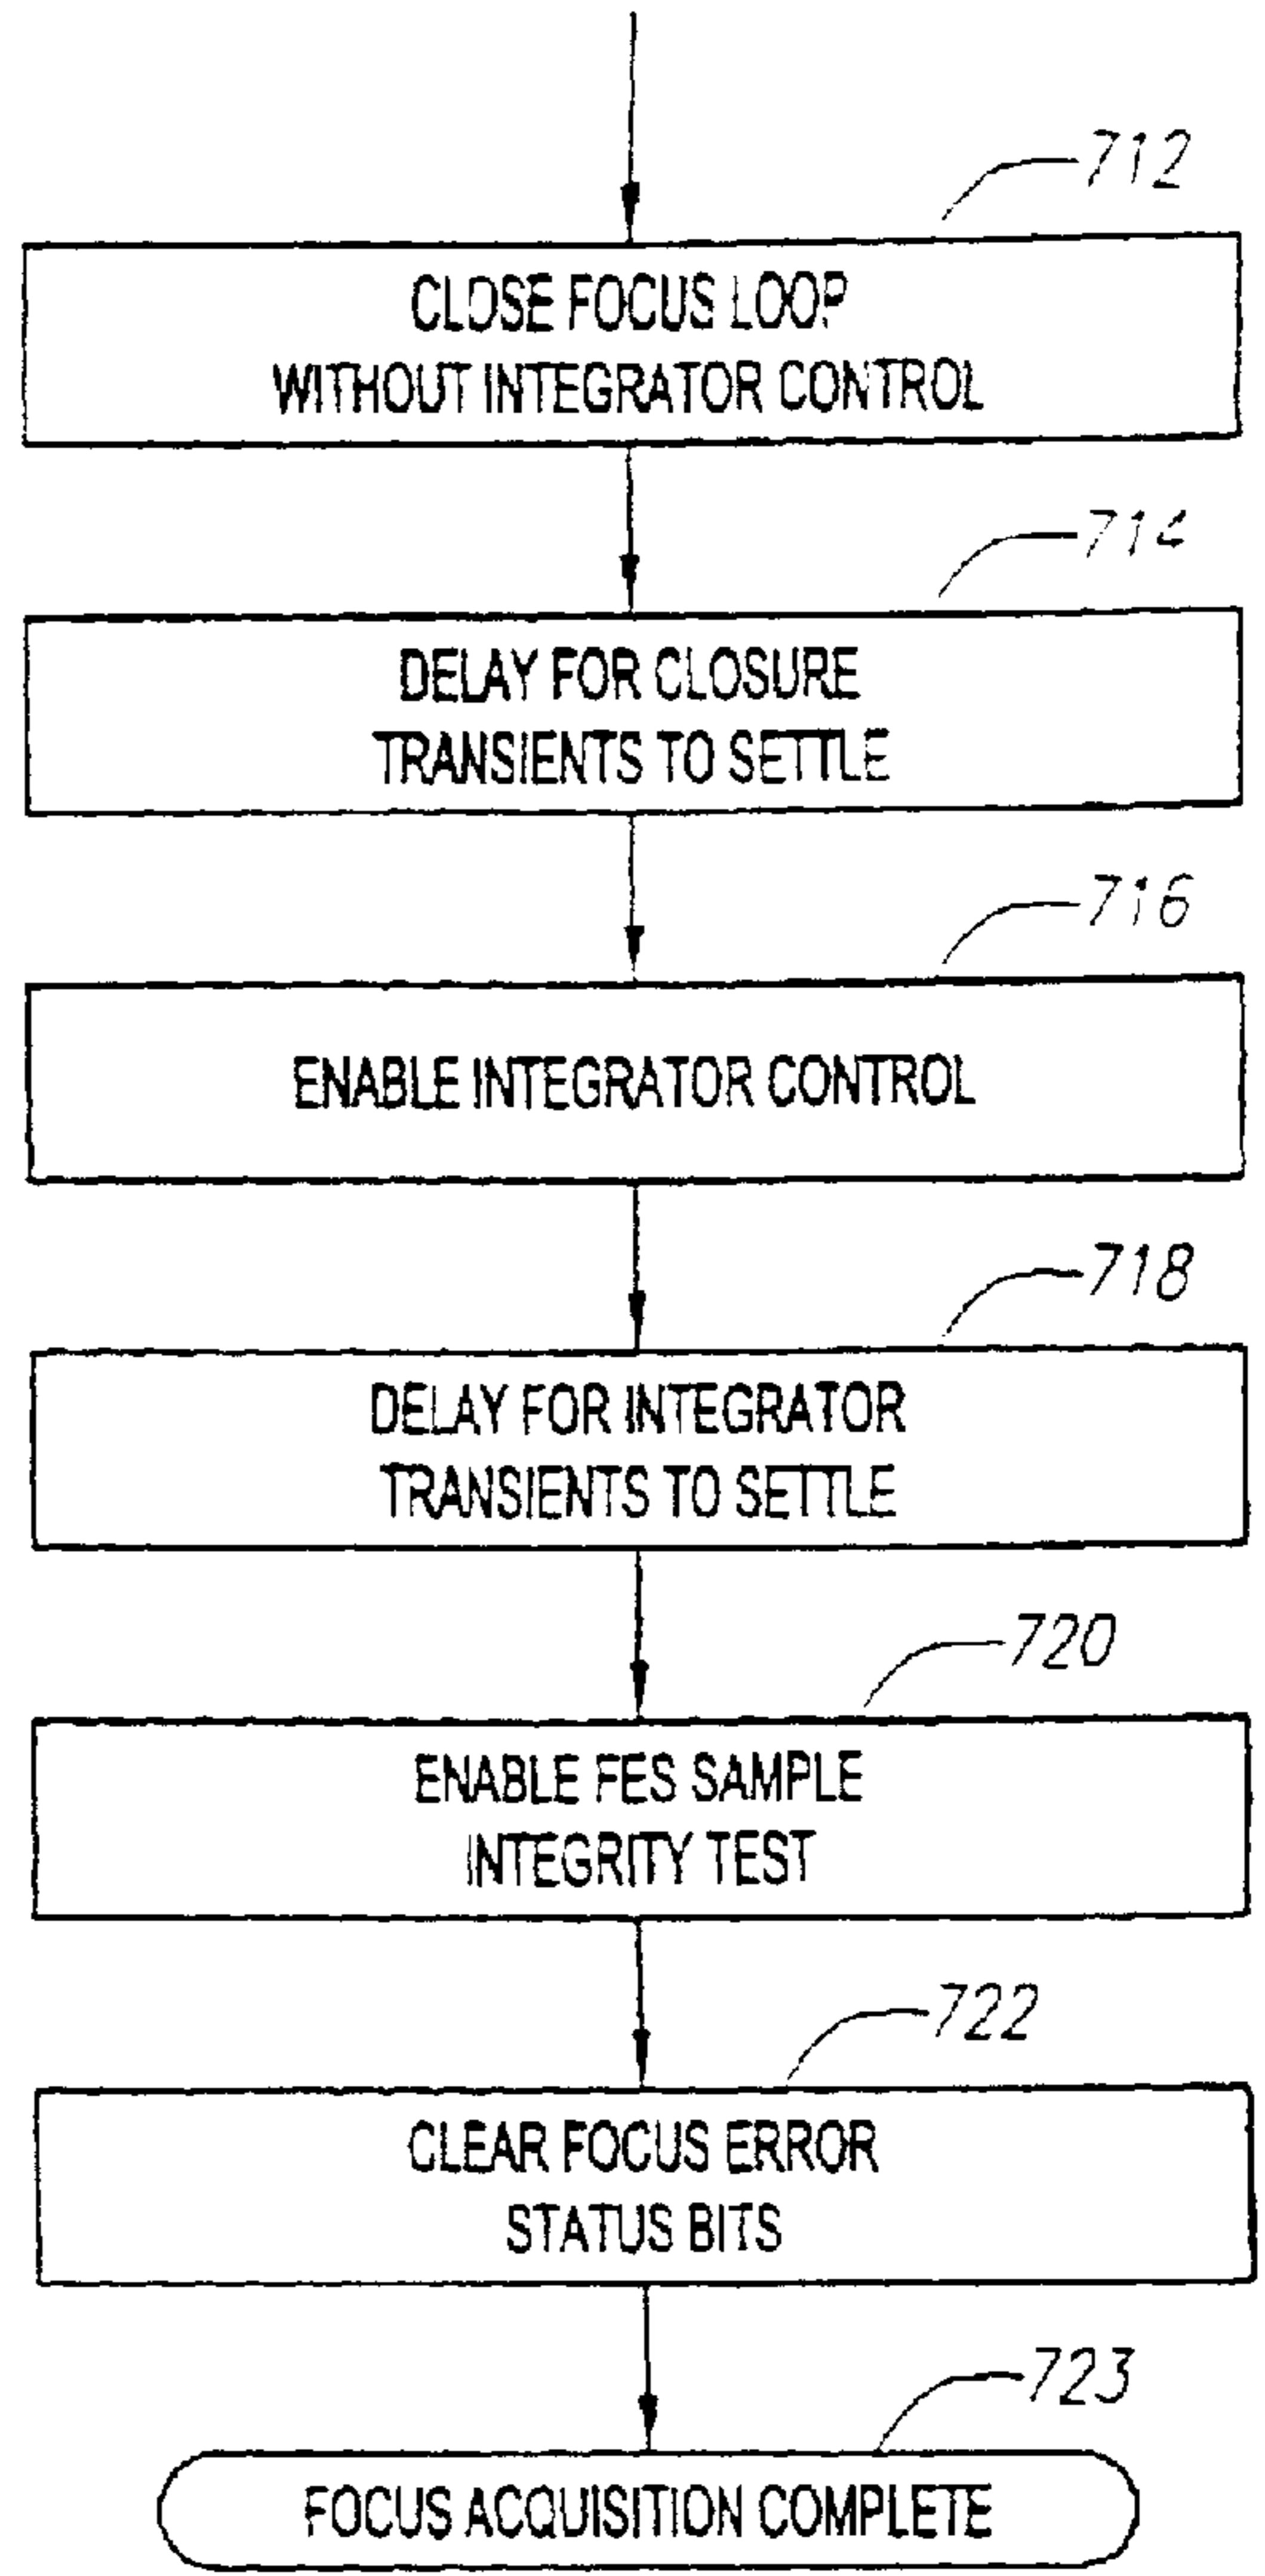 712
CLOSE FOCUS LOOP
WITHOUT INTEGRATOR CONTROL
714
DELAY FOR CLOSURE
TRANSIENTS TO SETTLE
716
ENABLE INTEGRATOR CONTROL
718
DELAY FOR INTEGRATOR
TRANSIENTS TO SETTLE
720
ENABLE FES SAMPLE
INTEGRITY TEST
722
CLEAR FOCUS ERROR
STATUS BITS
723
FOCUS ACQUISITION COMPLETE